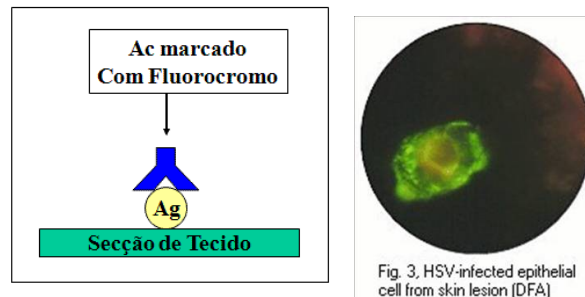 Ac marcado
Com Fluorocromo
Ag
Secção de Tecido
Fig. 3, HSV-infected epithelial
cell from skin lesion (DFA)